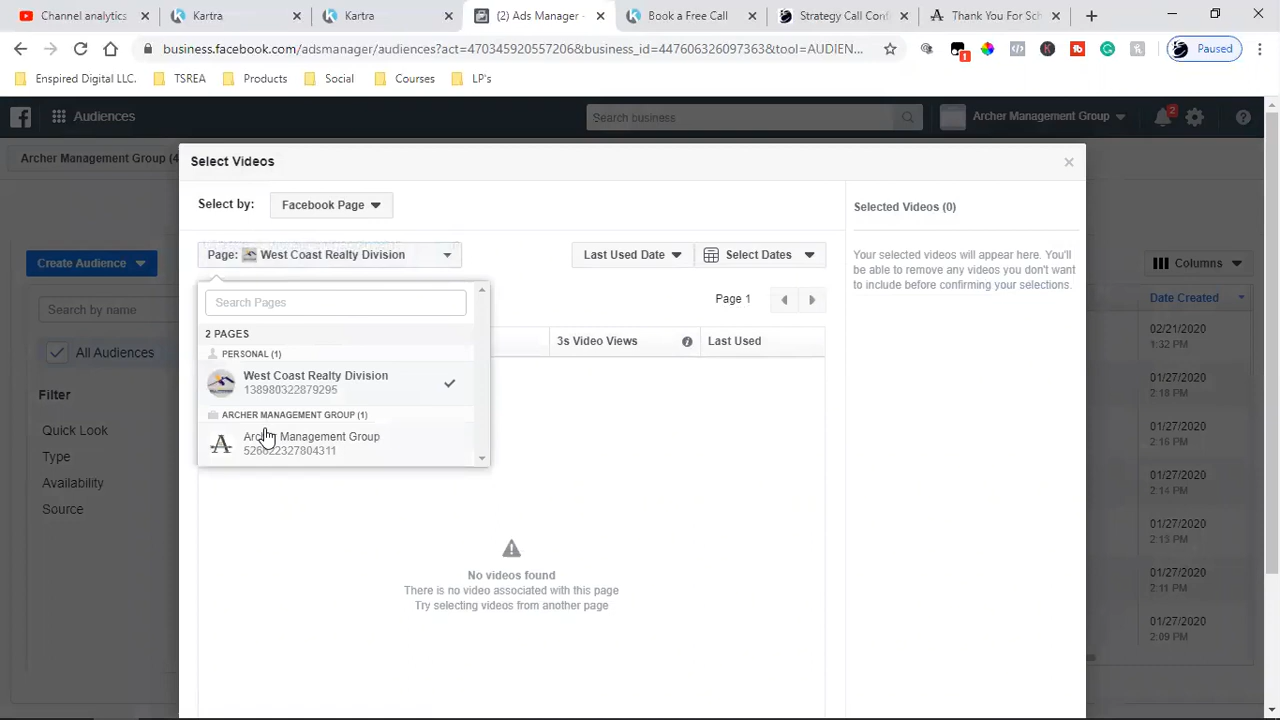 Channel analytics
Kartra
Kartra
(2) Ads Manager -
Book a Free Call
Strategy Call Conf
Thank You For Sch
business.facebook.com/adsmanager/audiences?act=470345920557206&business_id=447606326097363&tool=AUDIEN...
Paused
Enspired Digital LLC.
TSREA
Products
Social
Courses
LP's
Audiences
Search business
Archer Management Group
2
Archer Management Group (4
Select Videos
Select by:
Facebook Page
Selected Videos (0)
Your selected videos will appear here. You'll
be able to remove any videos you don't want
to include before confirming your selections.
Create Audience
Page: West Coast Realty Division
Last Used Date
Select Dates
Columns
Search by name
Search Pages
Page 1
Date Created
2 PAGES
PERSONAL (1)
3s Video Views
Last Used
All Audiences
West Coast Realty Division
138980322879295
ARCHER MANAGEMENT GROUP (1)
Archer Management Group
526622327804311
Filter
Quick Look
Type
Availability
Source
02/21/2020
1:32 PM
01/27/2020
2:18 PM
01/27/2020
2:16 PM
01/27/2020
2:14 PM
01/27/2020
2:13 PM
01/27/2020
2:11 PM
01/27/2020
2:09 PM
No videos found
There is no video associated with this page
Try selecting videos from another page